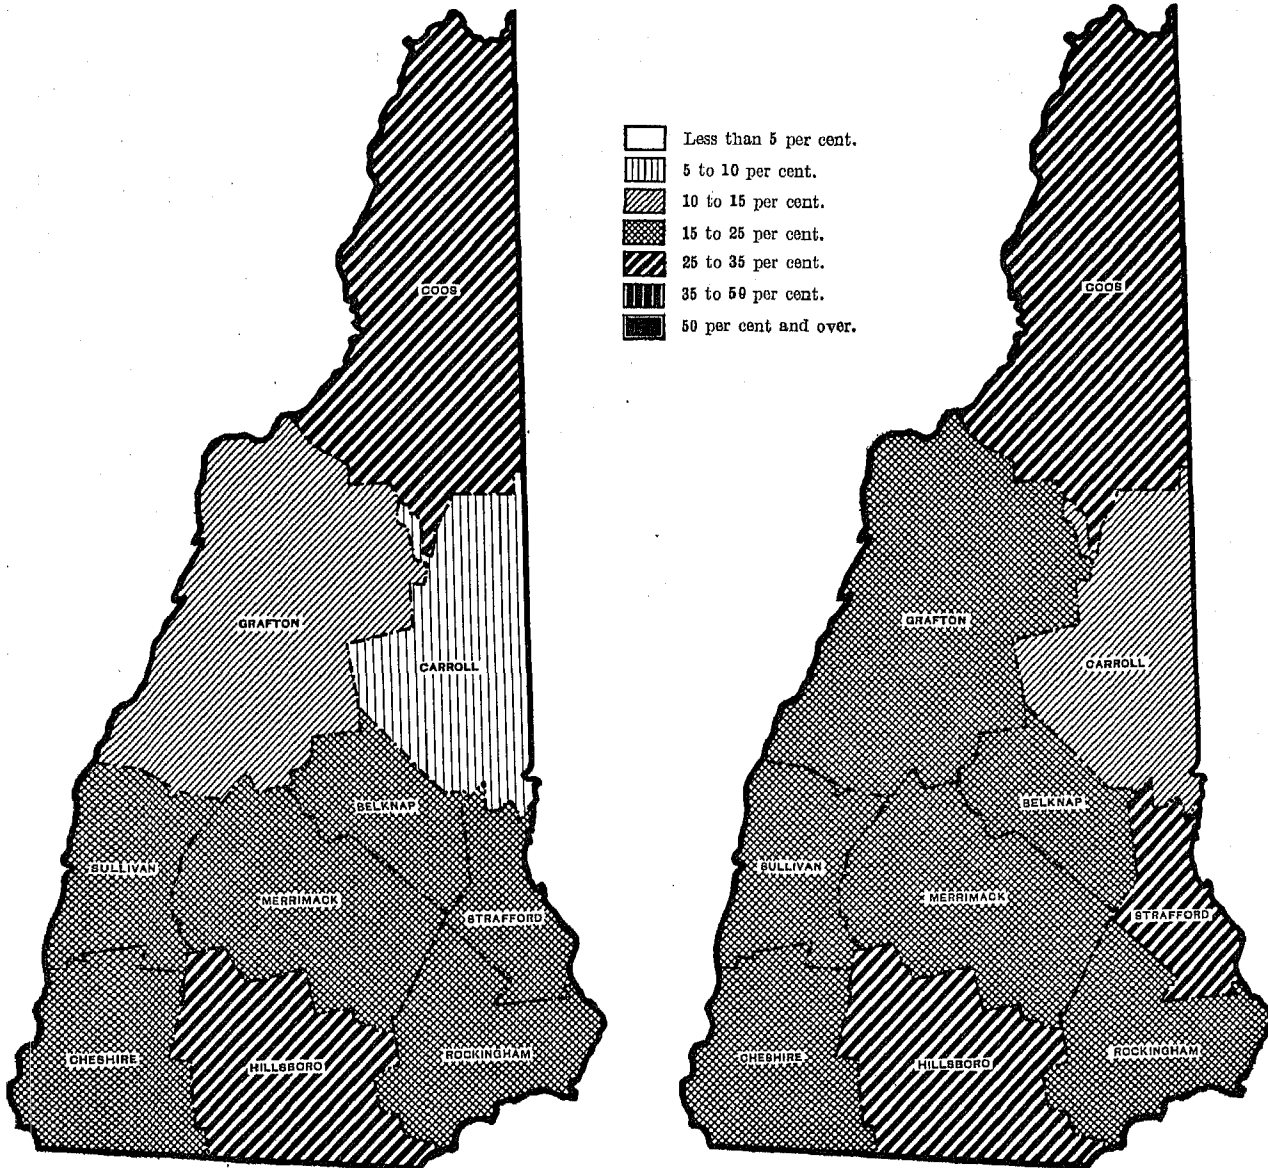 Less than 5 per cent.
5 to 10 per cent.
10 to 15 per cent.
15 to 25 per cent.
25 to 35 per cent.
35 to 50 per cent.
50 per cent and over.
COOS
GRAFTON
CARROLL
BELKNAP
SULLIVAN
MERRIMACK
STRAFFORD
CHESHIRE
HILLSBORO
ROCKINGHAM
COOS
GRAFTON
CARROLL
BELKNAP
SULLIVAN
MERRIMACK
STRAFFORD
CHESHIRE
HILLSBORO
ROCKINGHAM